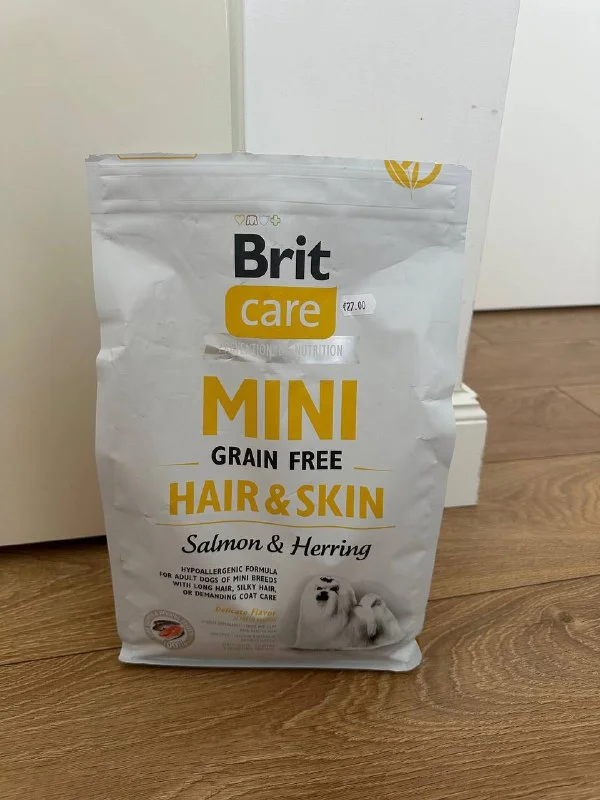 Brit
care
€27.00
MINI
GRAIN FREE
HAIR & SKIN
Salmon & Herring
HYPOALLERGENIC FORMULA
FOR ADULT DOGS OF MINI BREEDS
WITH LONG HAIR, SILKY HAIR,
OR DEMANDING COAT CARE
Delicate Flavor